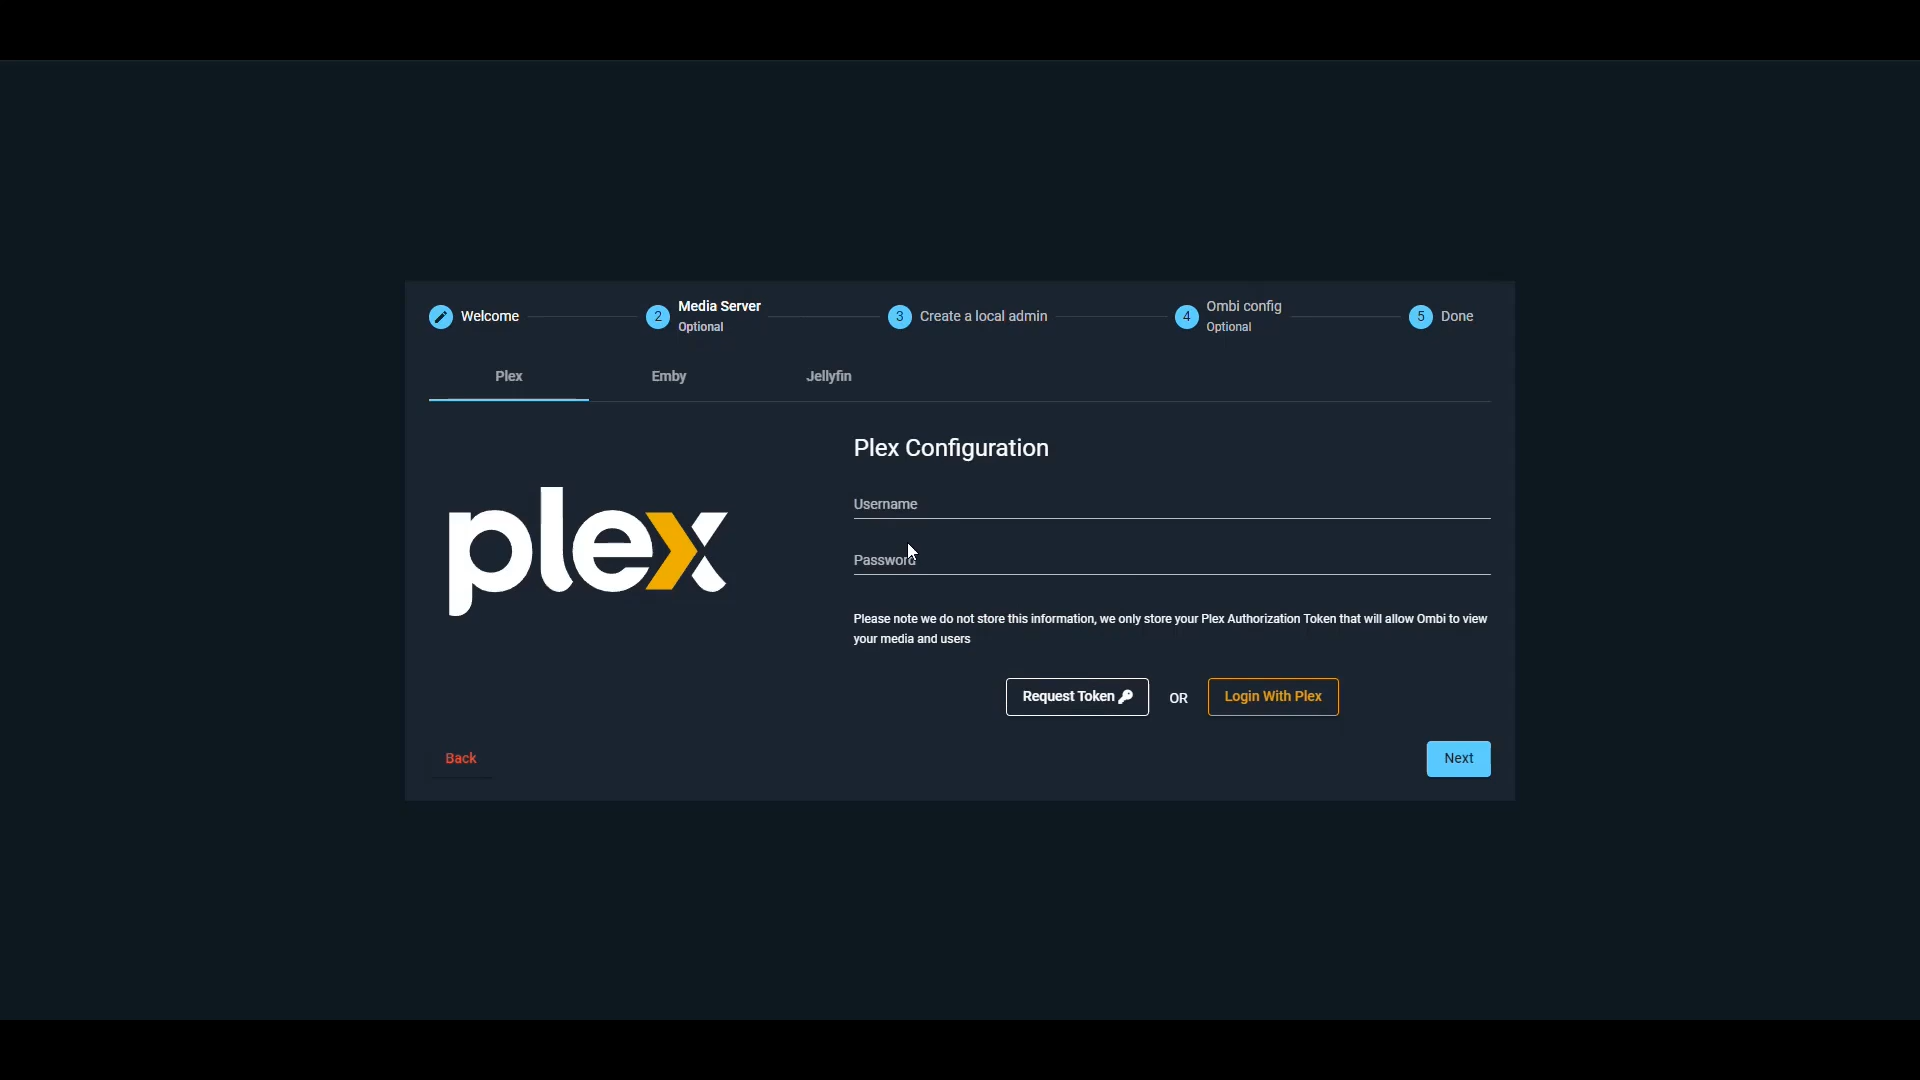 Welcome
2 Media Server
Optional
3 Create a local admin
4 Ombi config
Optional
5 Done
Plex Emby Jellyfin
plex
Plex Configuration
Username
Password
Please note we do not store this information, we only store your Plex Authorization Token that will allow Ombi to view
your media and users
Request Token OR Login With Plex
Back Next